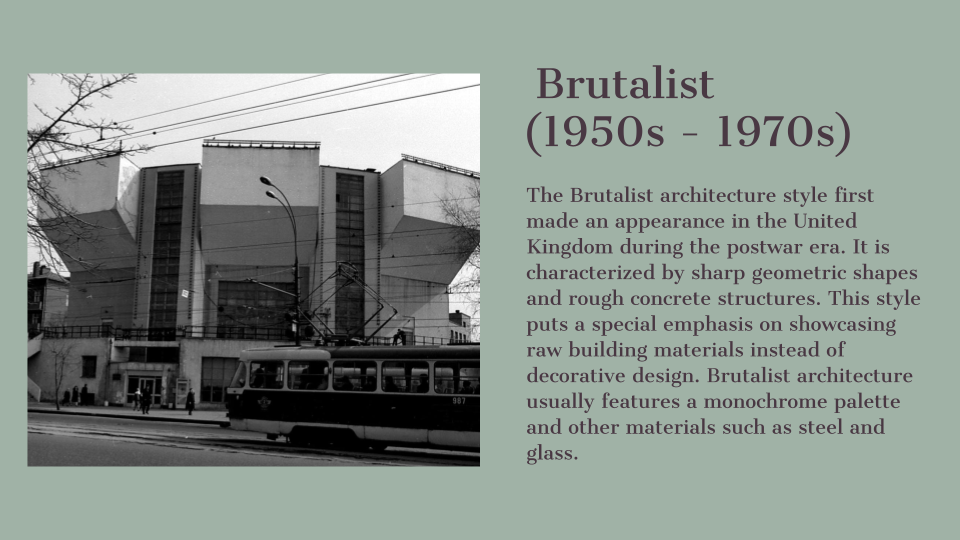 Brutalist
(1950s - 1970s)
The Brutalist architecture style first
made an appearance in the United
Kingdom during the postwar era. It is
characterized by sharp geometric shapes
and rough concrete structures. This style
puts a special emphasis on showcasing
raw building materials instead of
decorative design. Brutalist architecture
usually features a monochrome palette
and other materials such as steel and
glass.
987